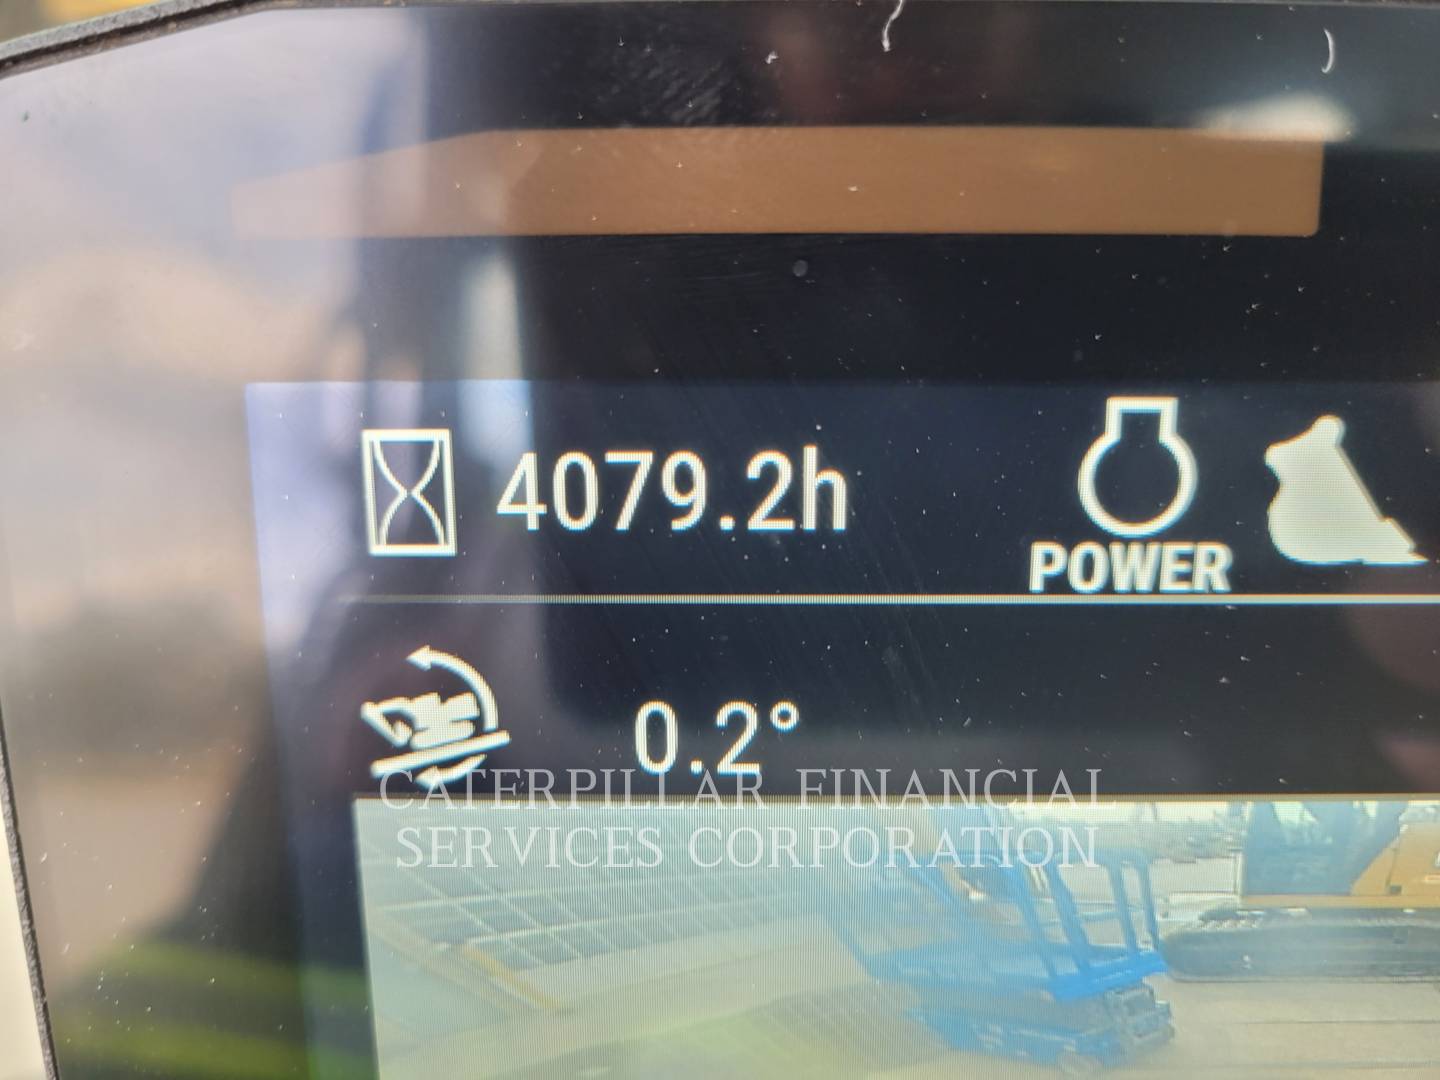 4079.2h
POWER
0.2°
CATERPILLAR FINANCIAL
SERVICES CORPORATION